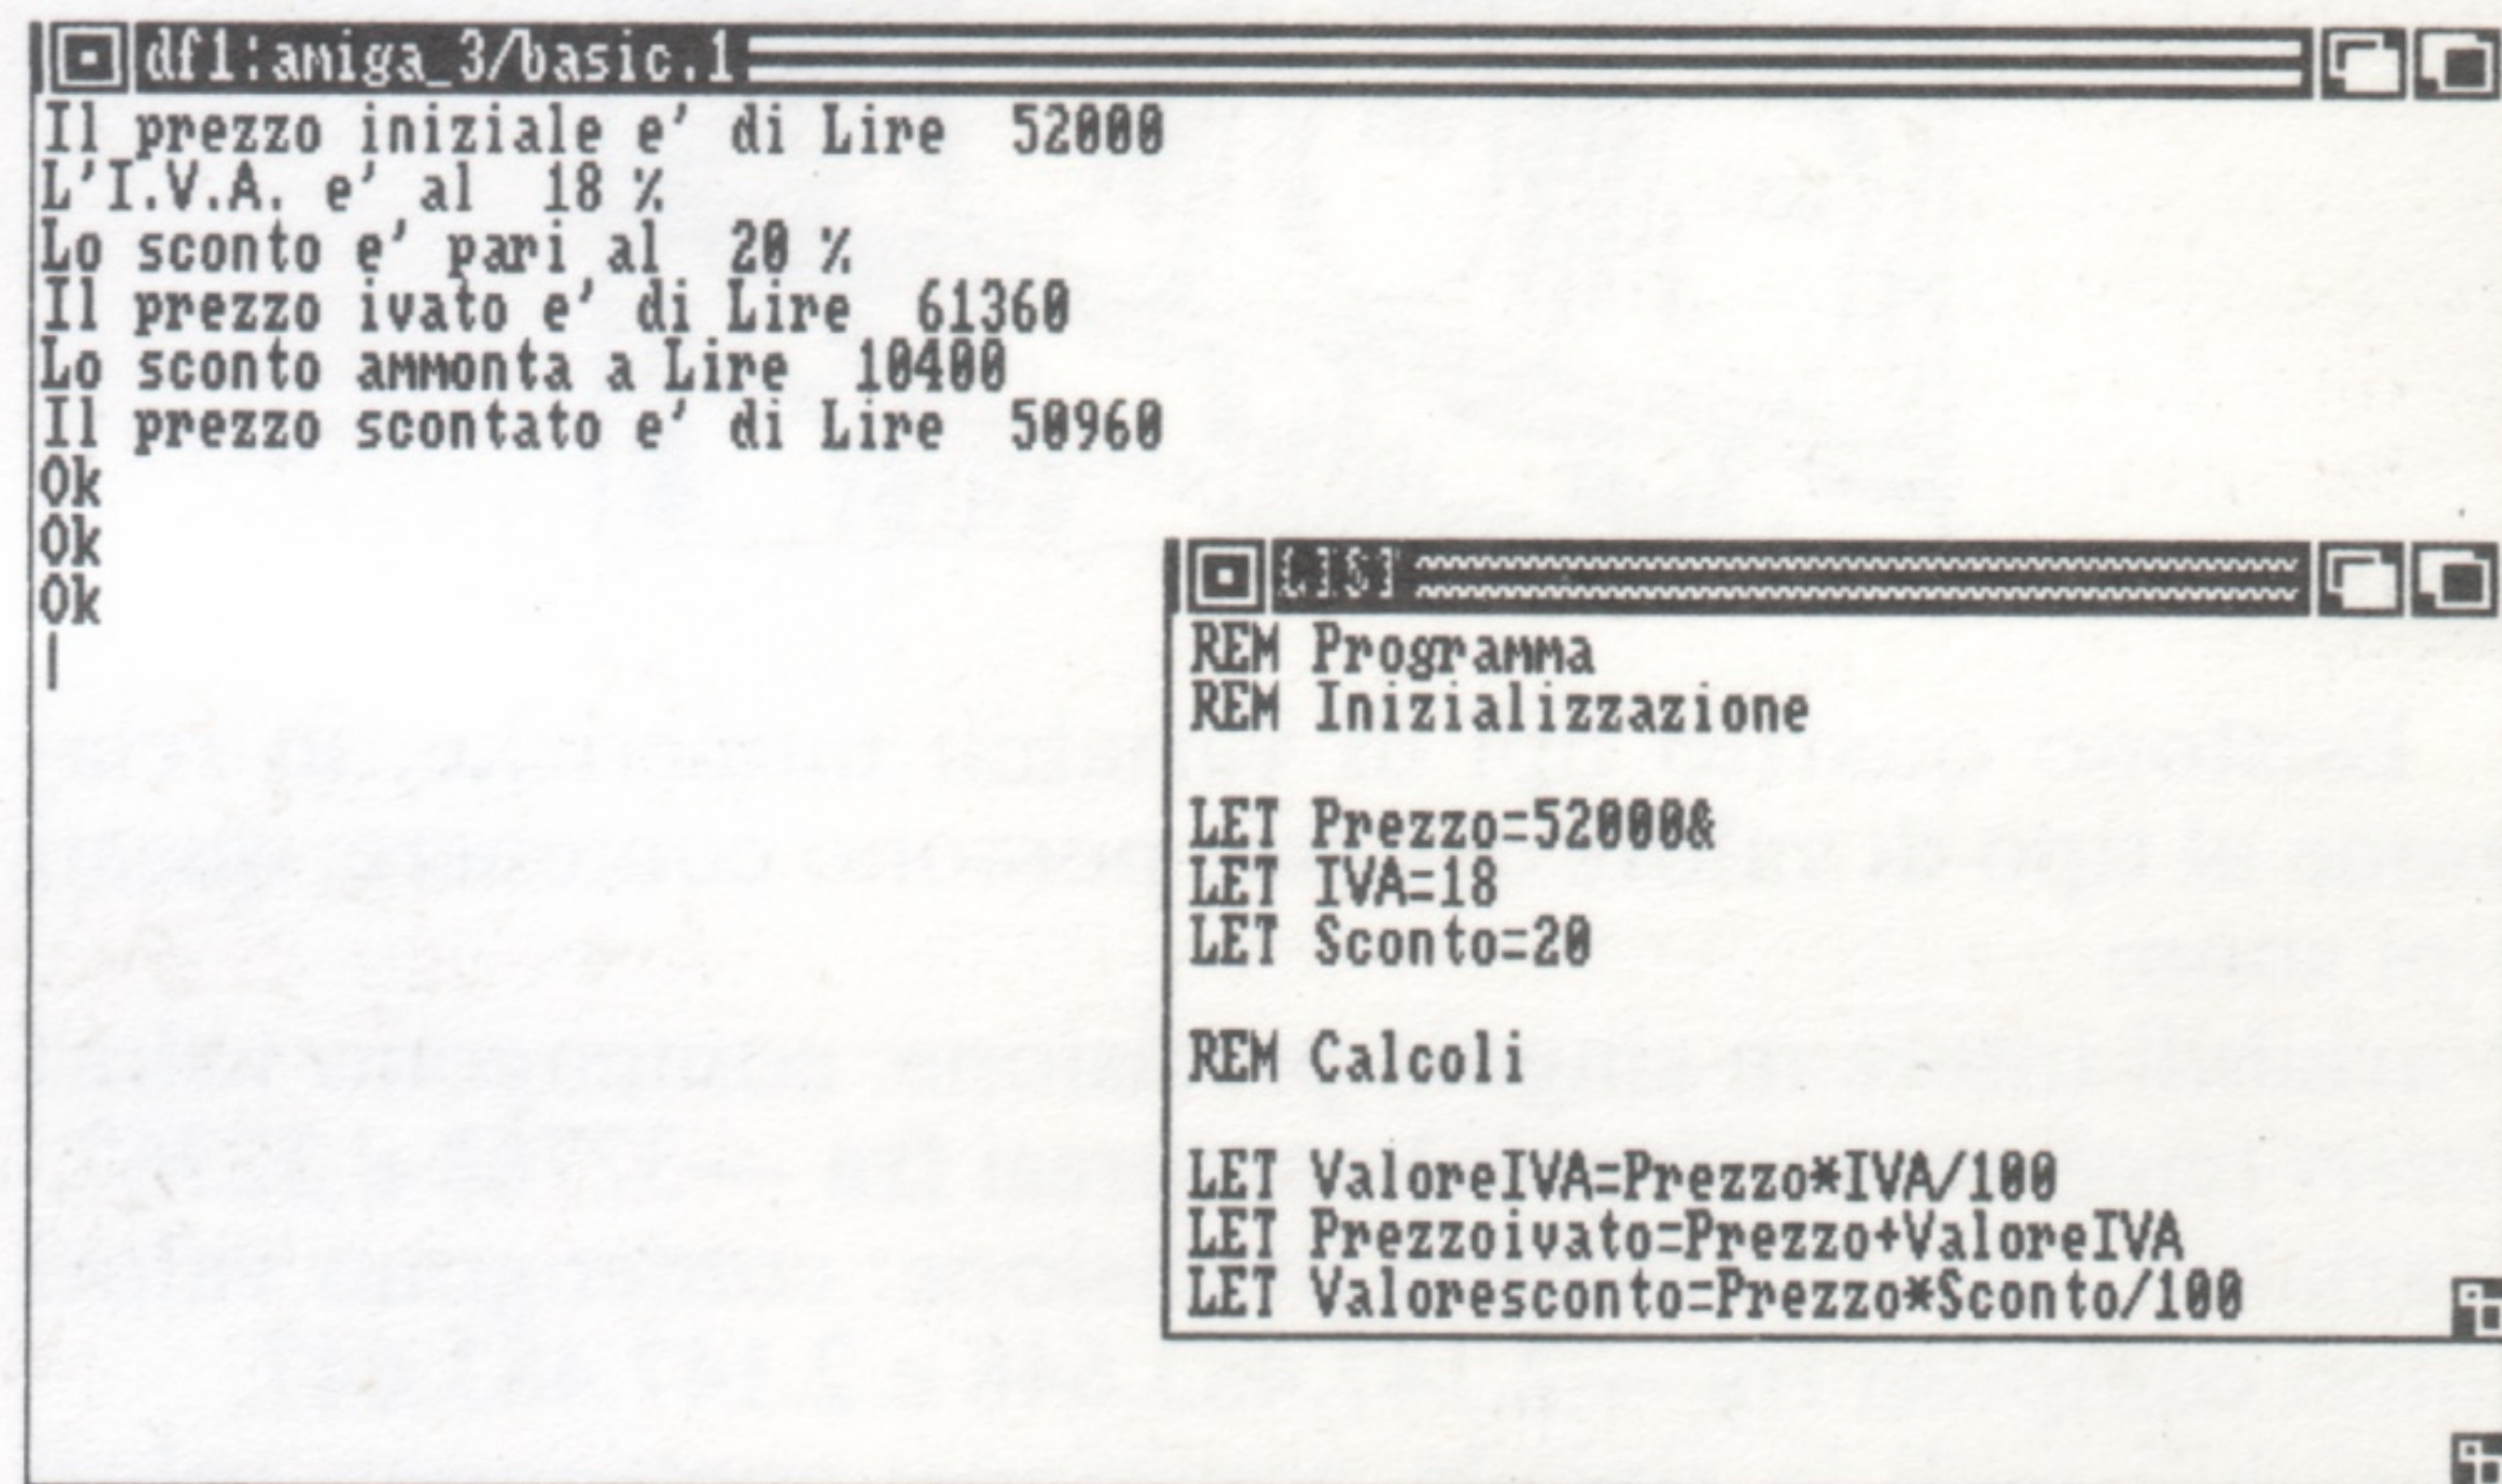 df1:amiga_3/basic.1
Il prezzo iniziale e' di Lire  52000
L'I.V.A. e' al  18 %
Lo sconto e' pari al  20 %
Il prezzo ivato e' di Lire  61360
Lo sconto ammonta a Lire  10400
Il prezzo scontato e' di Lire  50960
Ok
Ok
Ok
LIST
REM Programma
REM Inizializzazione
LET Prezzo=52000&
LET IVA=18
LET Sconto=20
REM Calcoli
LET ValoreIVA=Prezzo*IVA/100
LET Prezzoivato=Prezzo+ValoreIVA
LET Valoresconto=Prezzo*Sconto/100